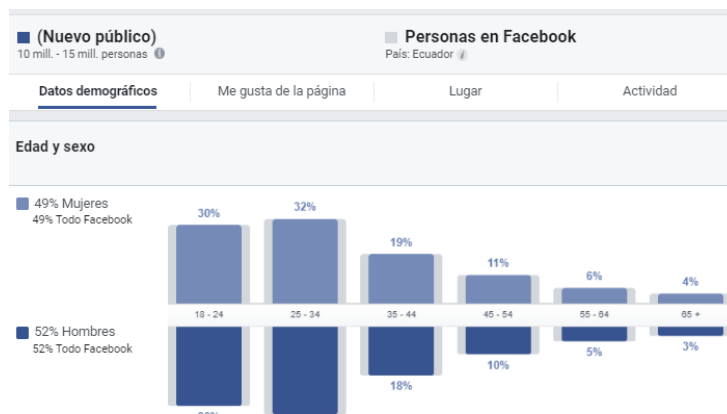 (Nuevo público)
10 mill. - 15 mill. personas
Personas en Facebook
País: Ecuador
Datos demográficos Me gusta de la página Lugar Actividad
Edad y sexo
49% Mujeres
49% Todo Facebook
30% 32% 19% 11% 6% 4%
18 - 24 25 - 34 35 - 44 45 - 54 55 - 64 65 +
52% Hombres
52% Todo Facebook
18% 10% 5% 3%